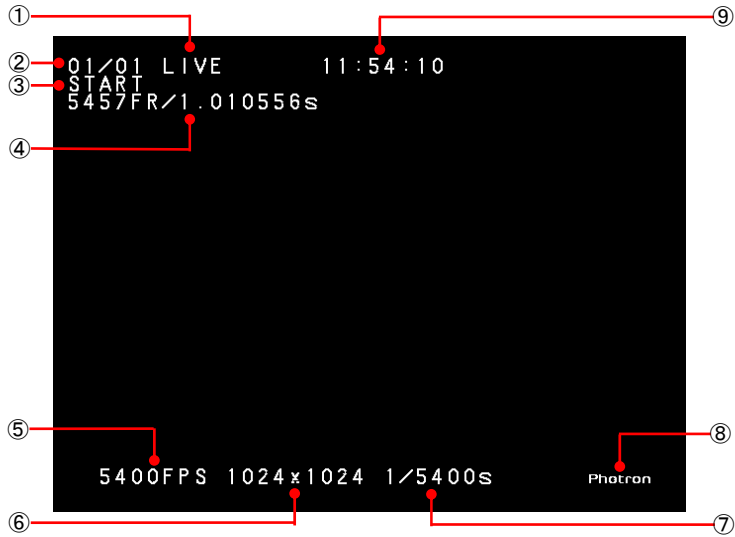 ① ⑨
② 01/01 LIVE 11:54:10
③ START
5457FR/1.010556s
④
⑤ ⑧
5400FPS 1024x1024 1/5400s Photron
⑥ ⑦